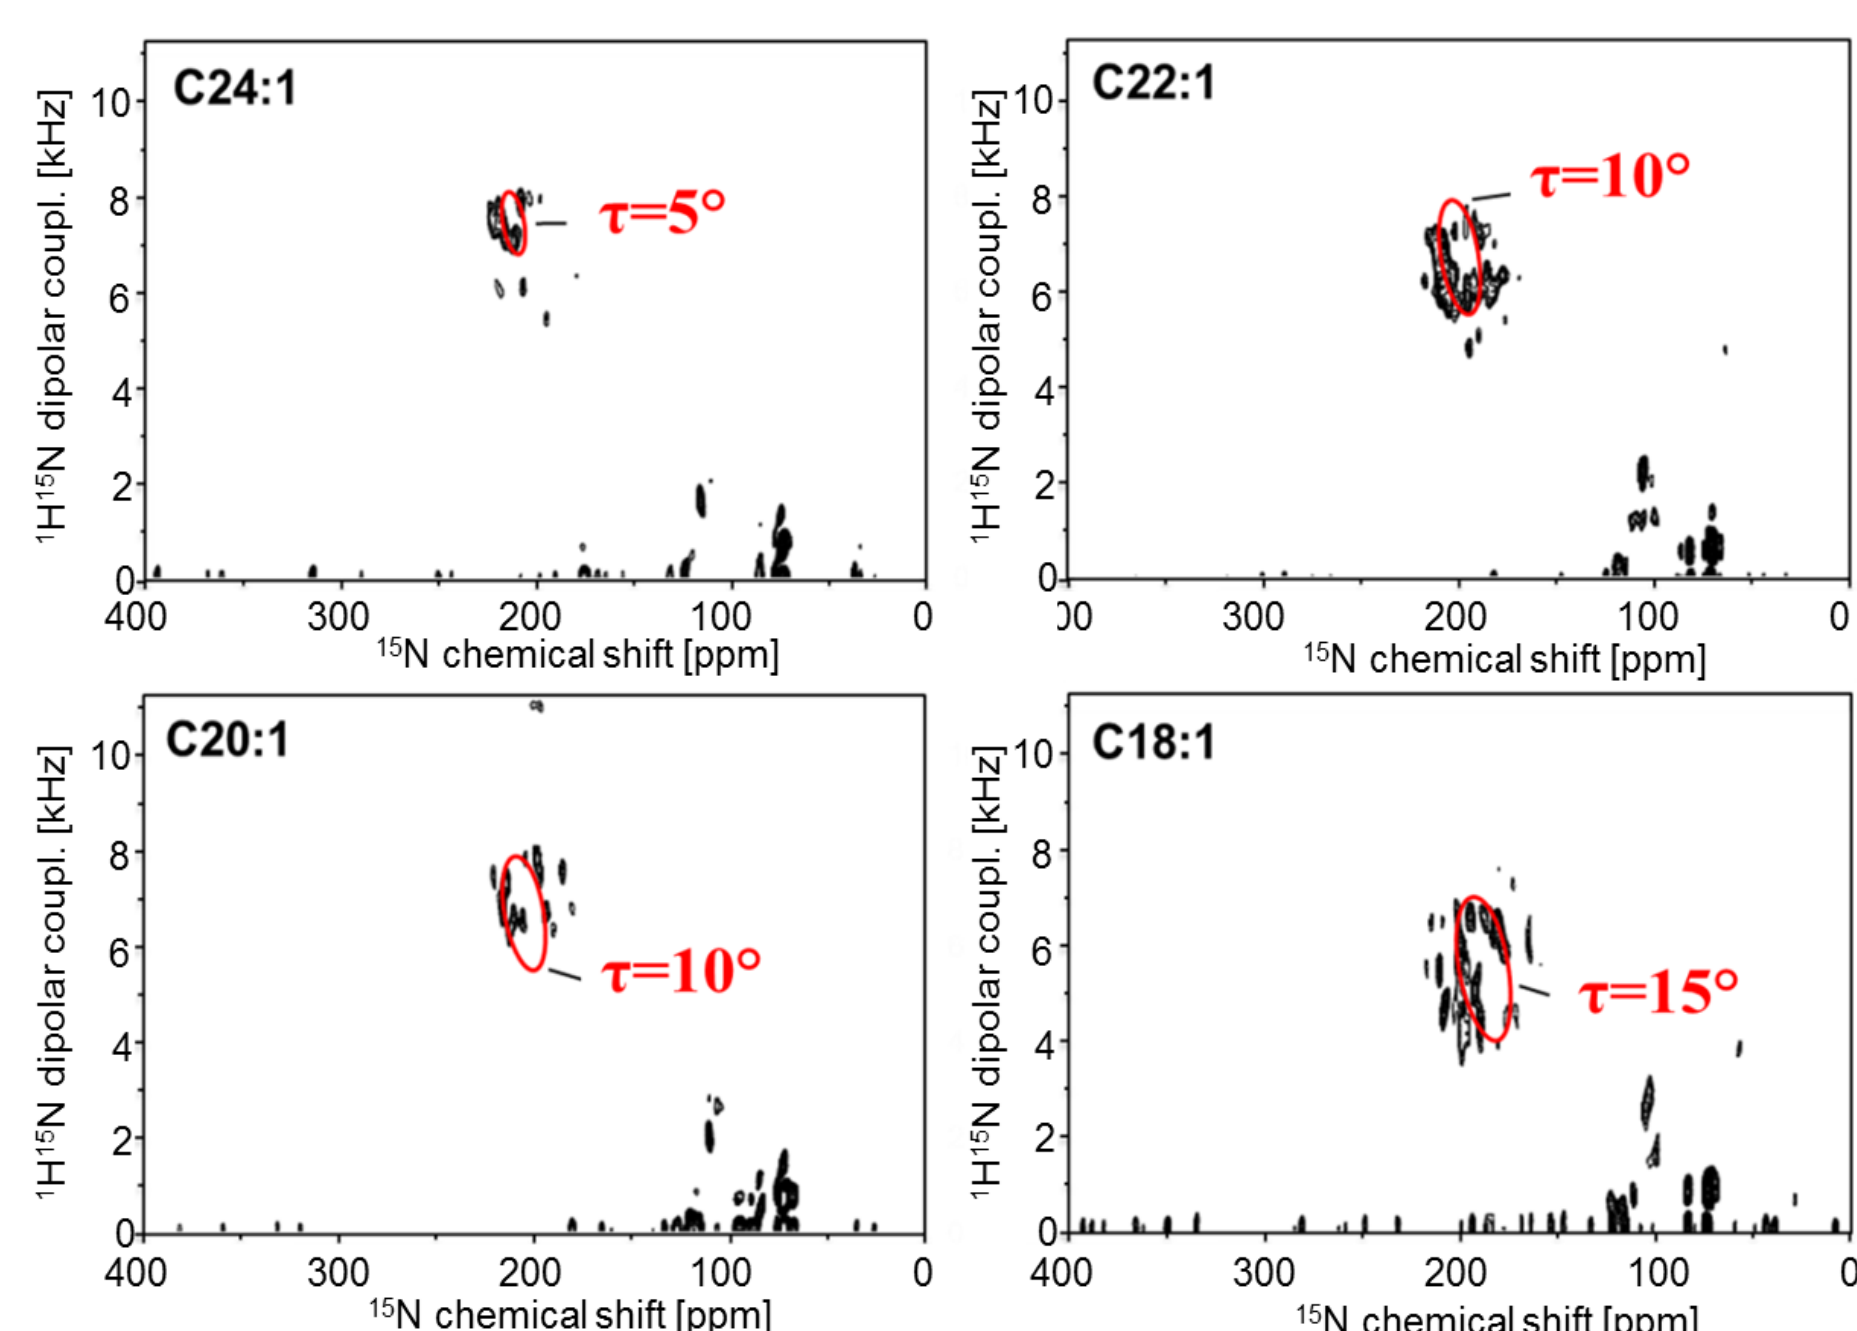 C24:1
τ=5°
¹H¹⁵N dipolar coupl. [kHz]
10
8
6
4
2
0
400 300 200 100 0
¹⁵N chemical shift [ppm]
C22:1
τ=10°
¹H¹⁵N dipolar coupl. [kHz]
10
8
6
4
2
0
00 300 200 100 0
¹⁵N chemical shift [ppm]
C20:1
τ=10°
¹H¹⁵N dipolar coupl. [kHz]
10
8
6
4
2
0
400 300 200 100 0
¹⁵N chemical shift [ppm]
C18:1
τ=15°
¹H¹⁵N dipolar coupl. [kHz]
10
8
6
4
2
0
400 300 200 100 0
¹⁵N chemical shift [ppm]